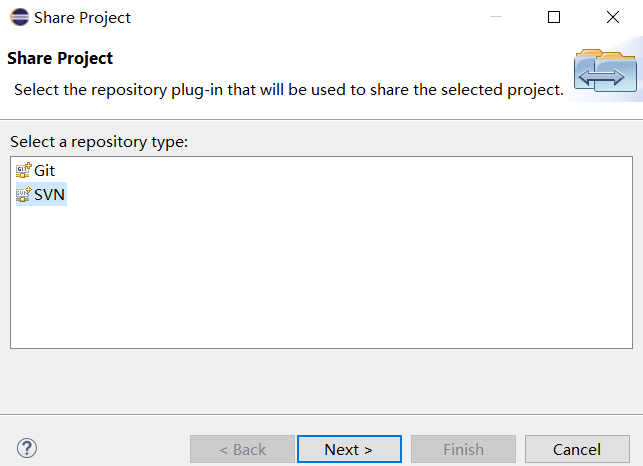 Share Project
Share Project
Select the repository plug-in that will be used to share the selected project.
Select a repository type:
Git
SVN
< Back
Next >
Finish
Cancel